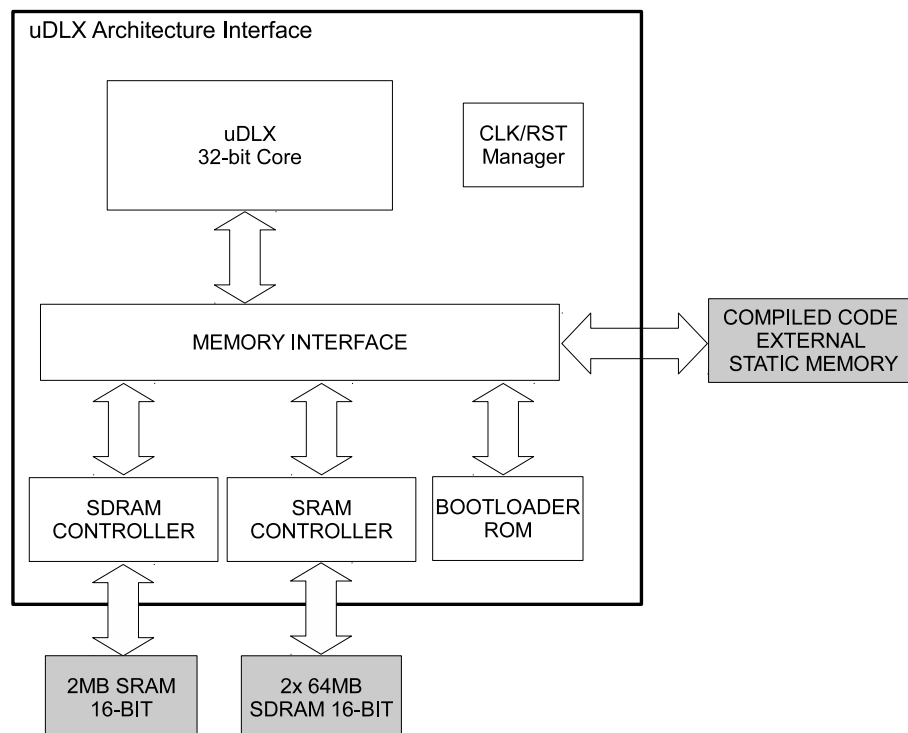 uDLX Architecture Interface
uDLX
32-bit Core
CLK/RST
Manager
MEMORY INTERFACE
COMPILED CODE
EXTERNAL
STATIC MEMORY
SDRAM
CONTROLLER
SRAM
CONTROLLER
BOOTLOADER
ROM
2MB SRAM
16-BIT
2x 64MB
SDRAM 16-BIT